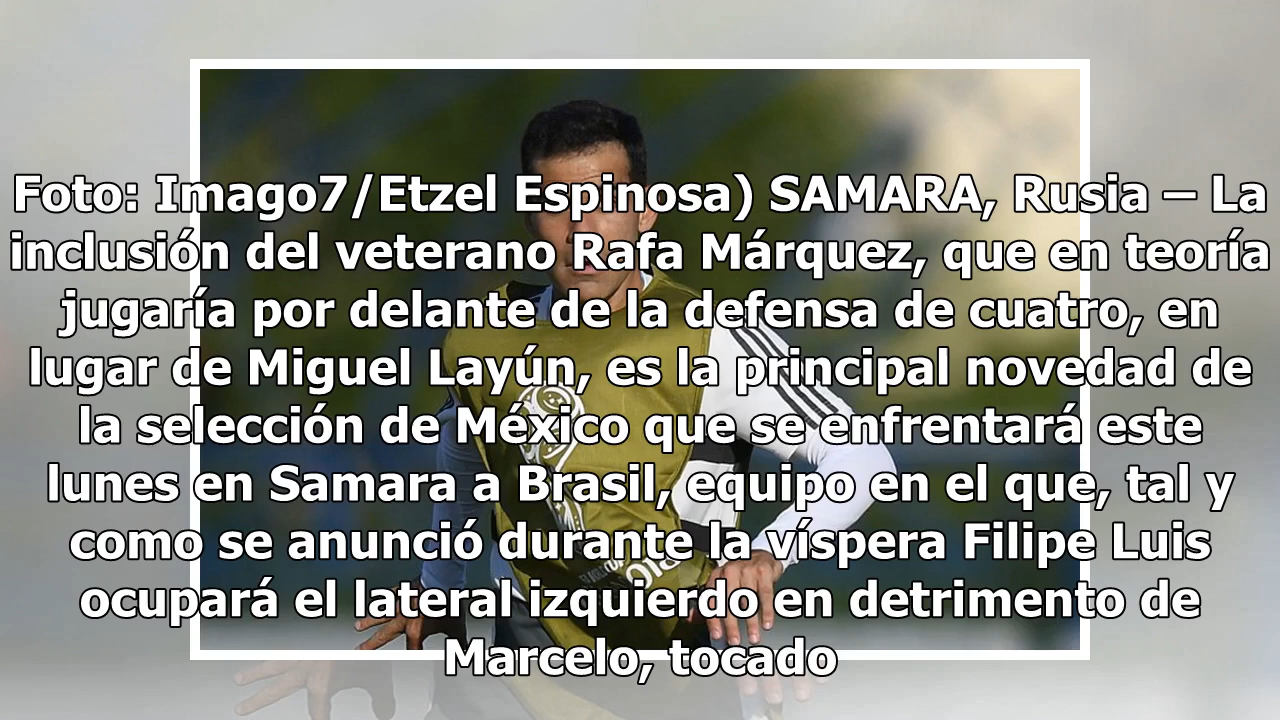 Foto: Imago7/Etzel Espinosa) SAMARA, Rusia – La
inclusión del veterano Rafa Márquez, que en teoría
jugaría por delante de la defensa de cuatro, en
lugar de Miguel Layún, es la principal novedad de
la selección de México que se enfrentará este
lunes en Samara a Brasil, equipo en el que, tal y
como se anunció durante la víspera Filipe Luis
ocupará el lateral izquierdo en detrimento de
Marcelo, tocado